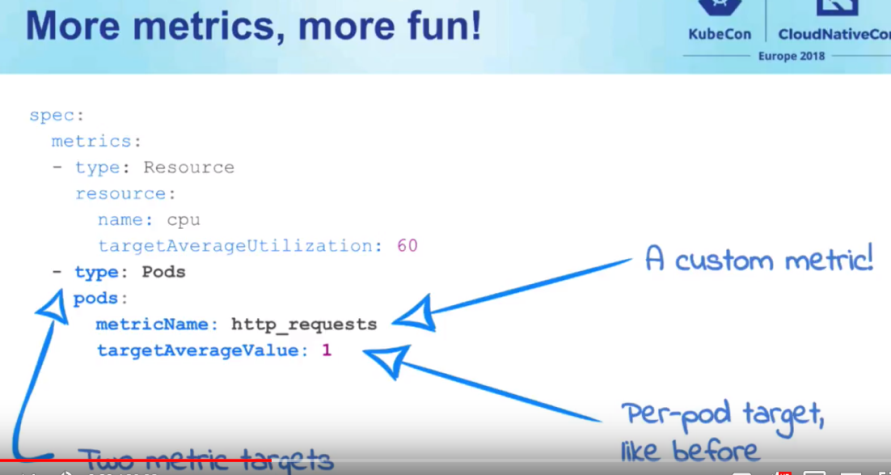 More metrics, more fun!
KubeCon
CloudNativeCon
Europe 2018
spec:
metrics:
- type: Resource
resource:
name: cpu
targetAverageUtilization: 60
- type: Pods
pods:
metricName: http_requests
targetAverageValue: 1
A custom metric!
Per-pod target,
like before
Two metric targets